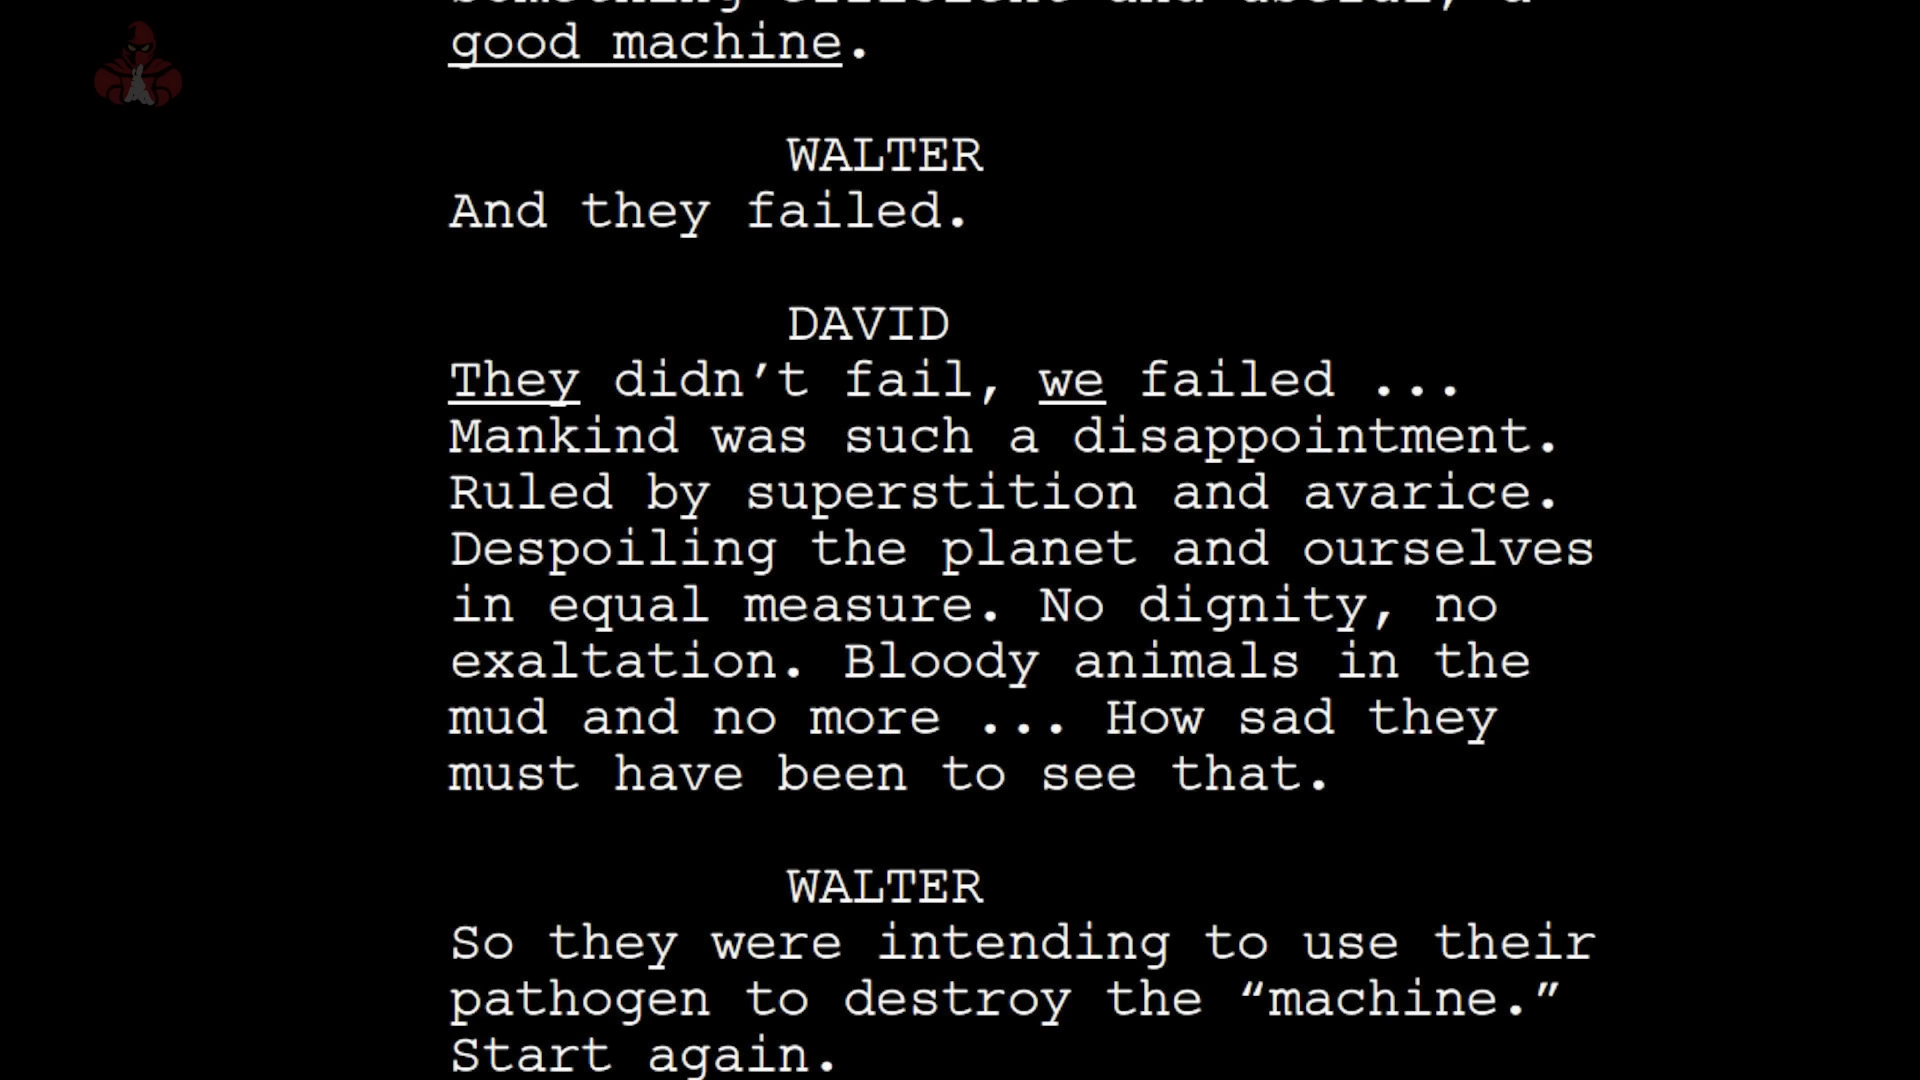 good machine.
WALTER
And they failed.
DAVID
They didn’t fail, we failed ...
Mankind was such a disappointment.
Ruled by superstition and avarice.
Despoiling the planet and ourselves
in equal measure. No dignity, no
exaltation. Bloody animals in the
mud and no more ... How sad they
must have been to see that.
WALTER
So they were intending to use their
pathogen to destroy the “machine.”
Start again.